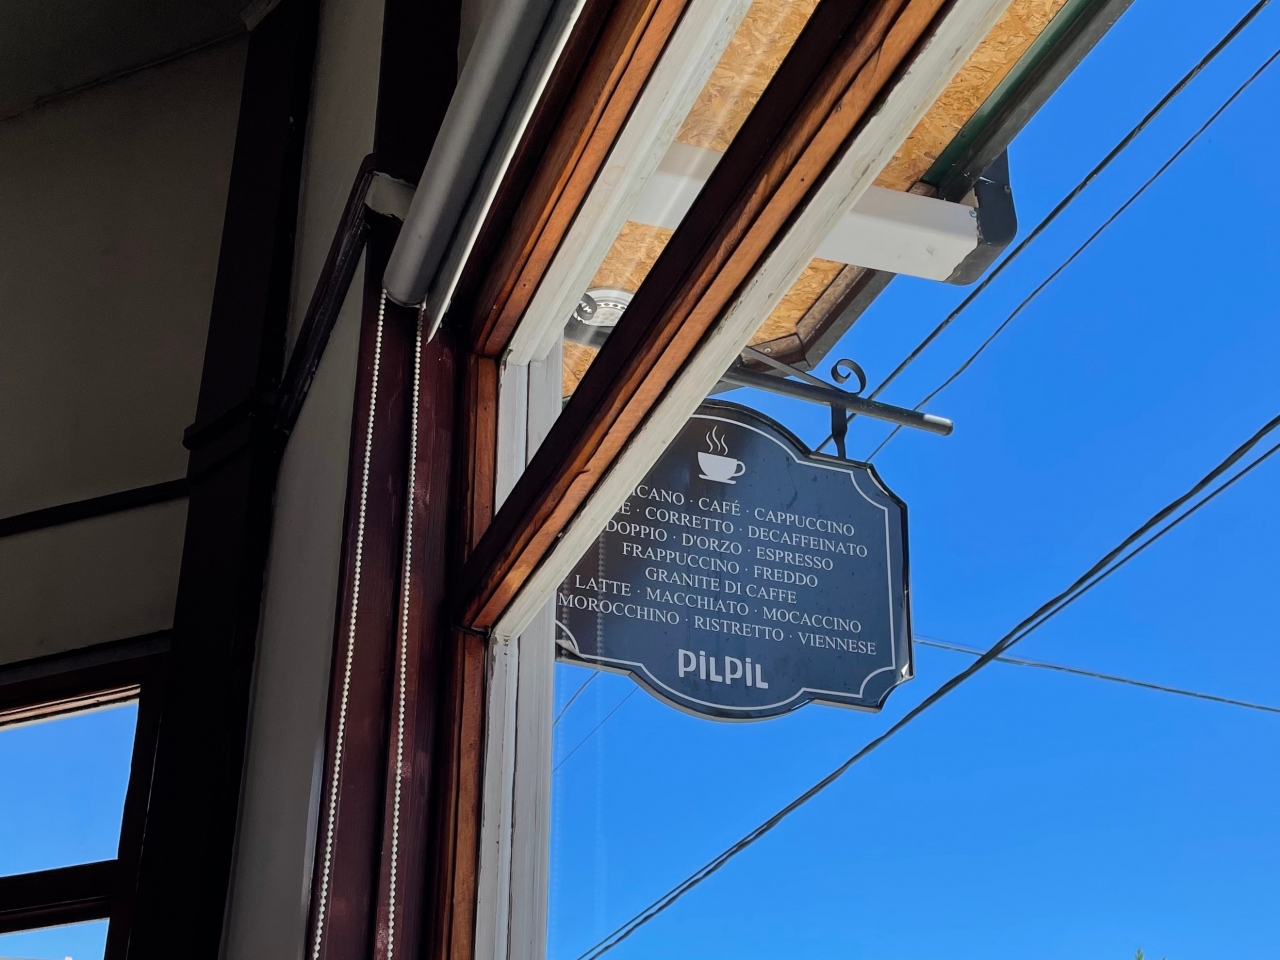 CAFÉ · CAPPUCCINO
CORRETTO · DECAFFEINATO
DOPPIO · D'ORZO · ESPRESSO
FRAPPUCCINO · FREDDO
GRANITE DI CAFFE
LATTE · MACCHIATO · MOCACCINO
MOROCCHINO · RISTRETTO · VIENNESE
PiLPiL